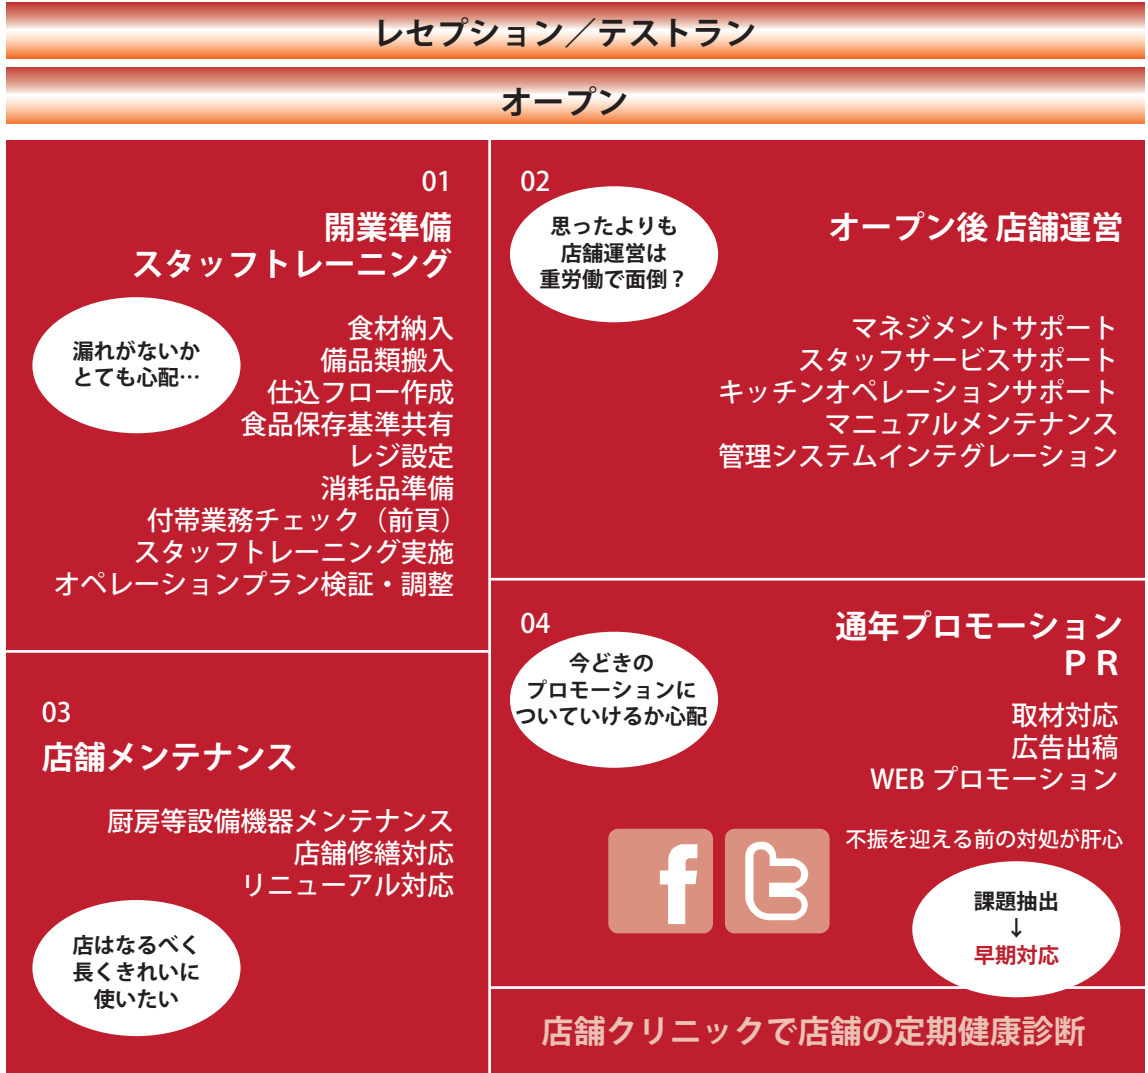 レセプション／テストラン
オープン
01
開業準備
スタッフトレーニング
漏れがないか
とても心配…
食材納入
備品類搬入
仕込フロー作成
食品保存基準共有
レジ設定
消耗品準備
付帯業務チェック（前頁）
スタッフトレーニング実施
オペレーションプラン検証・調整
02
思ったよりも
店舗運営は
重労働で面倒？
オープン後 店舗運営
マネジメントサポート
スタッフサービスサポート
キッチンオペレーションサポート
マニュアルメンテナンス
管理システムインテグレーション
03
店舗メンテナンス
厨房等設備機器メンテナンス
店舗修繕対応
リニューアル対応
店はなるべく
長くきれいに
使いたい
04
今どきの
プロモーションに
ついていけるか心配
通年プロモーション
ＰＲ
取材対応
広告出稿
WEB プロモーション
f t
不振を迎える前の対処が肝心
課題抽出
↓
早期対応
店舗クリニックで店舗の定期健康診断